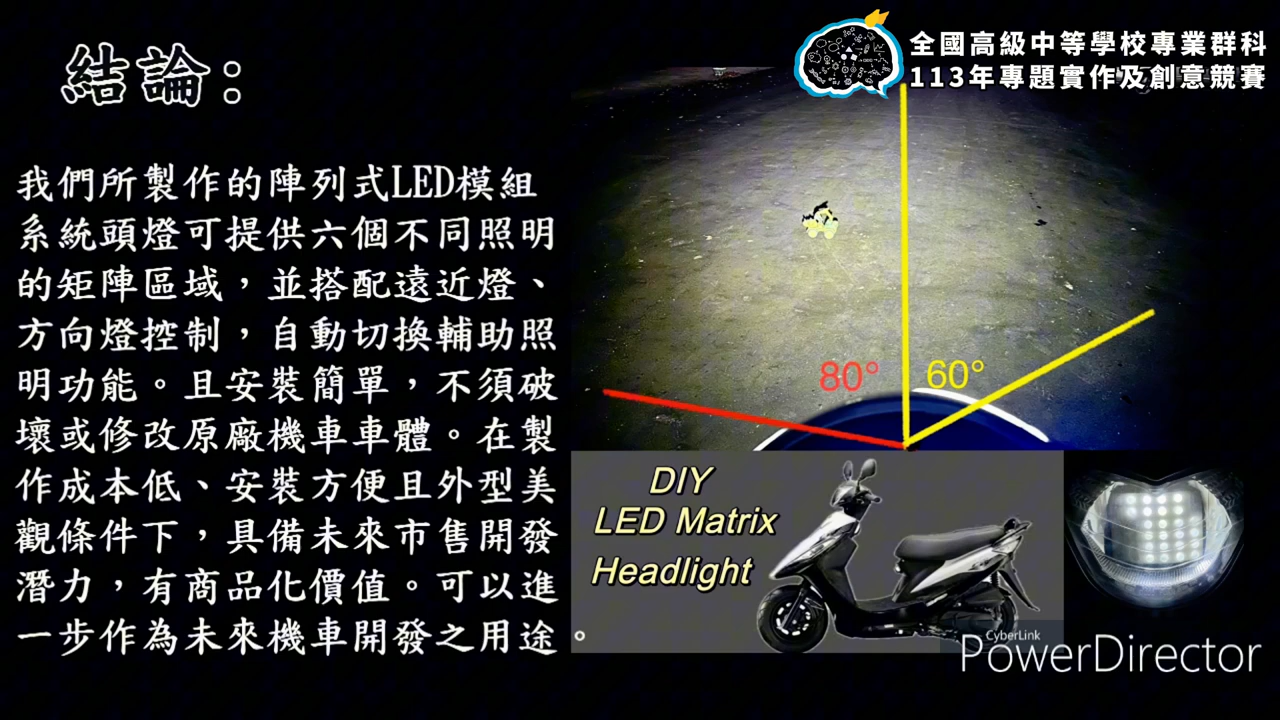 結論：
全國高級中等學校專業群科
113年專題實作及創意競賽
我們所製作的陣列式LED模組
系統頭燈可提供六個不同照明
的矩陣區域，並搭配遠近燈、
方向燈控制，自動切換輔助照
明功能。且安裝簡單，不須破
壞或修改原廠機車車體。在製
作成本低、安裝方便且外型美
觀條件下，具備未來市售開發
潛力，有商品化價值。可以進
一步作為未來機車開發之用途。
80°
60°
DIY
LED Matrix
Headlight
CyberLink
PowerDirector